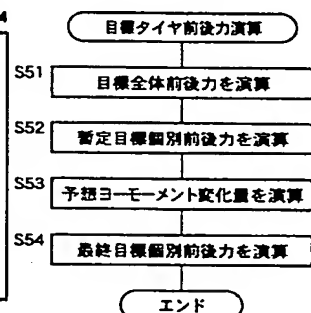 4
目標タイヤ前後力演算
S51
目標全体前後力を演算
S52
暫定目標個別前後力を演算
S53
予想ヨーモーメント変化量を演算
S54
最終目標個別前後力を演算
エンド